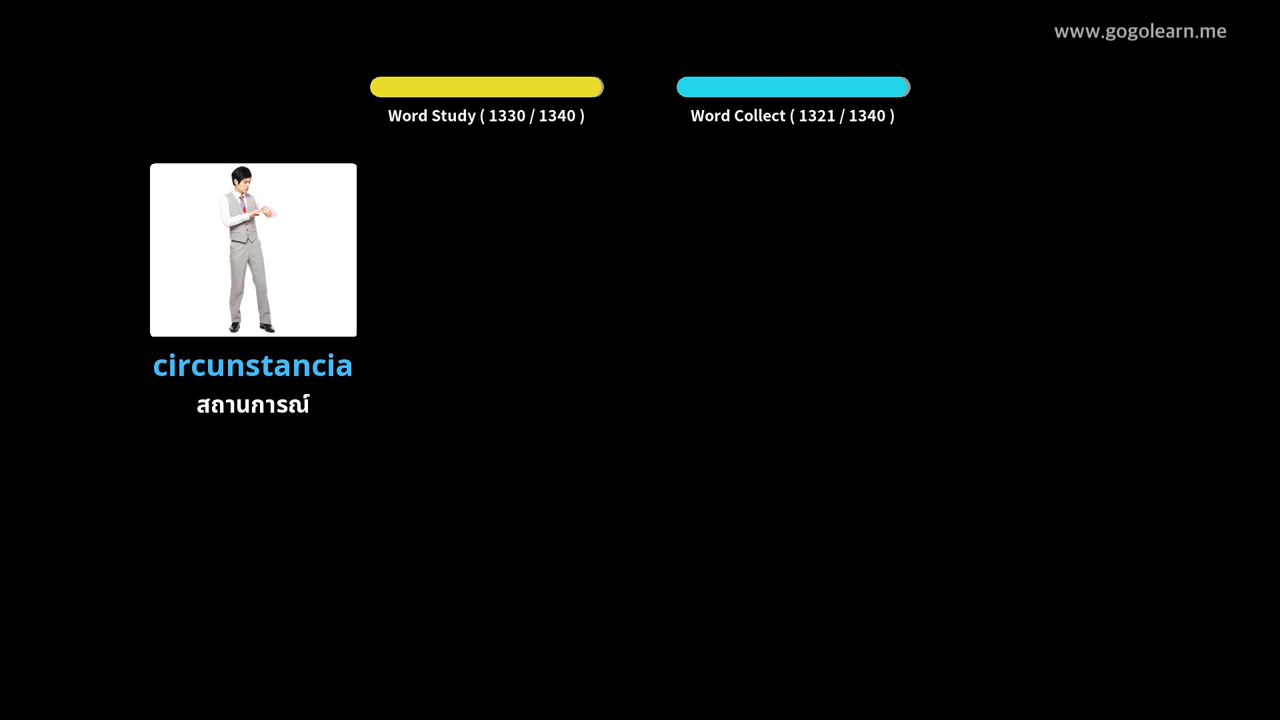 www.gogolearn.me
Word Study ( 1330 / 1340 )
Word Collect ( 1321 / 1340 )
circunstancia
สถานการณ์